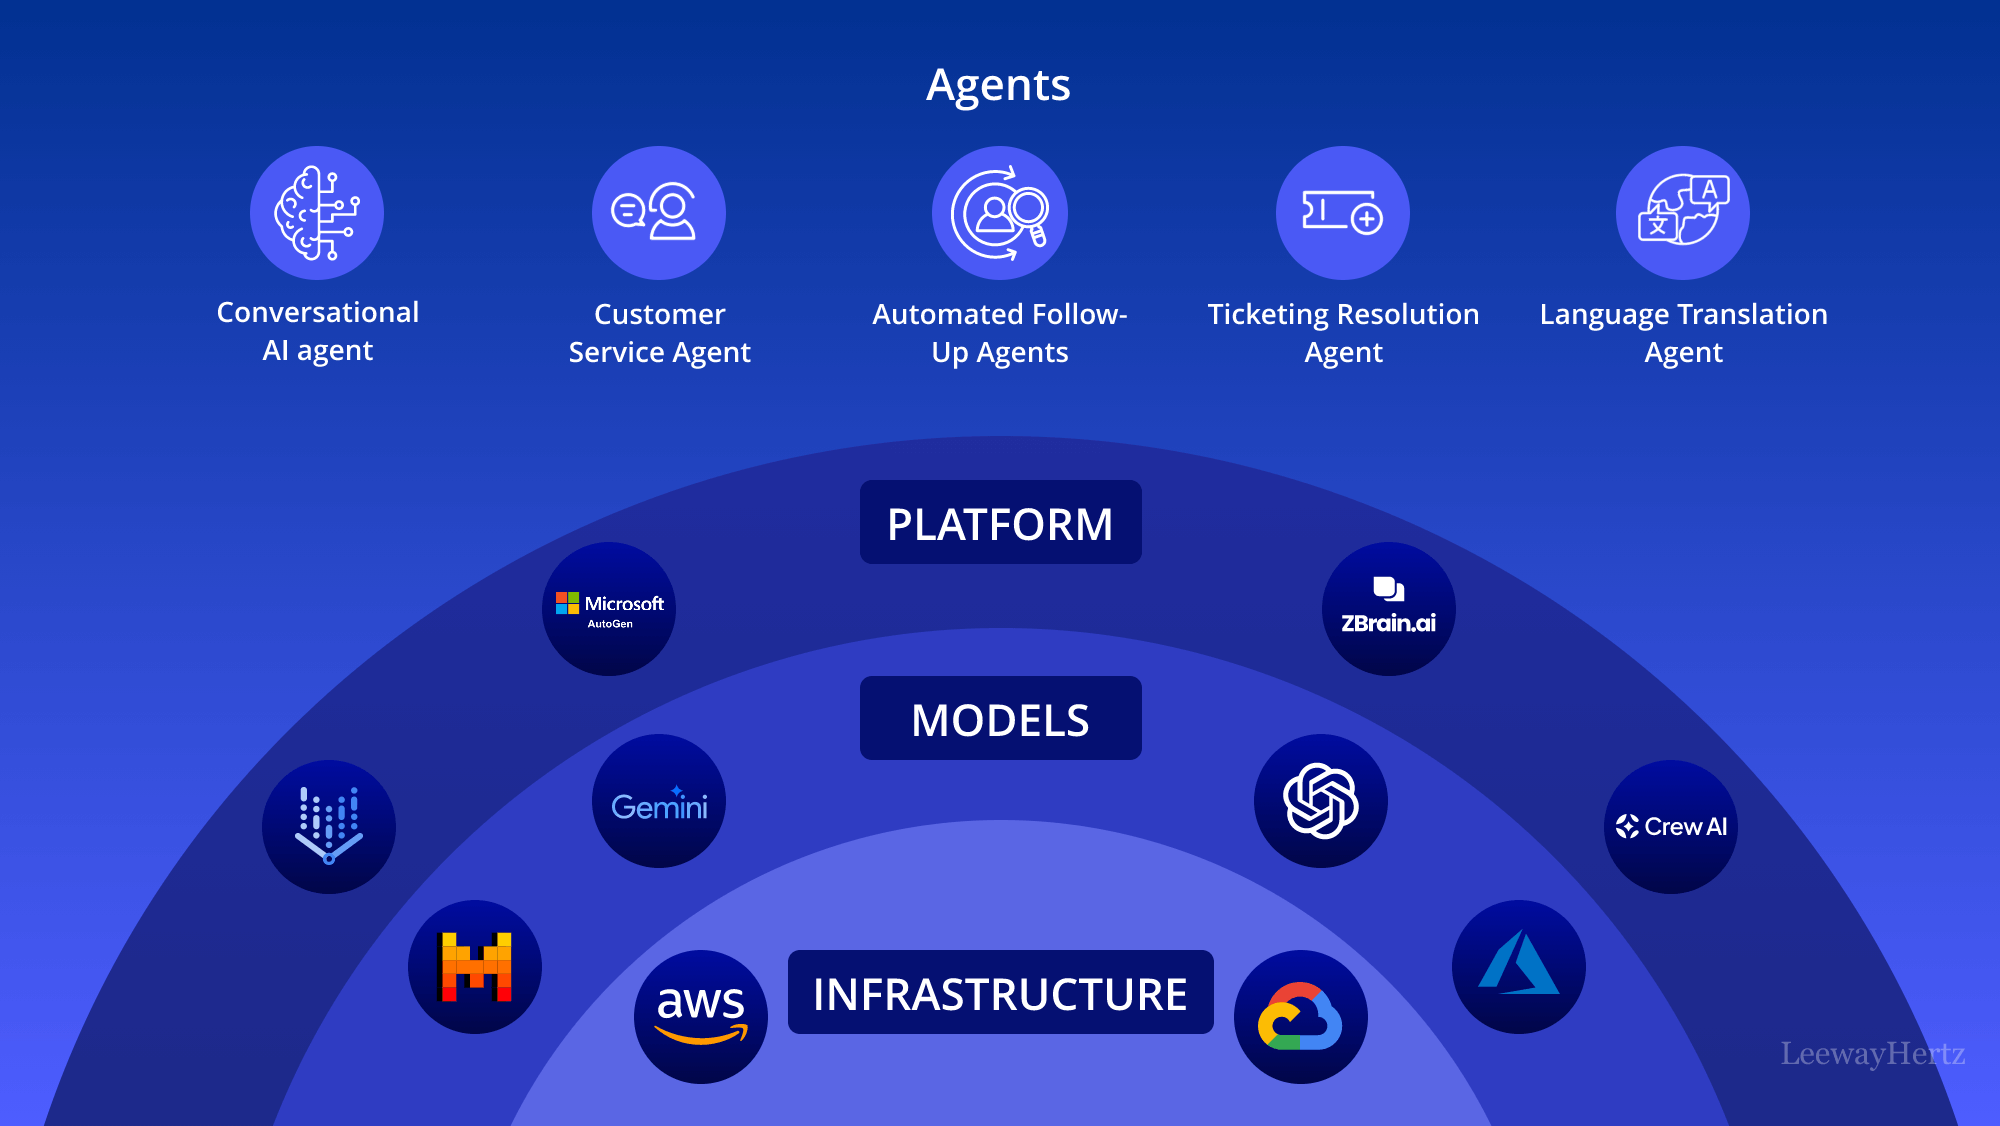 Agents
A
文
Conversational
AI agent
Customer
Service Agent
Automated Follow-
Up Agents
Ticketing Resolution
Agent
Language Translation
Agent
PLATFORM
Microsoft
AutoGen
ZBrain.ai
MODELS
Gemini
Crew AI
aws
INFRASTRUCTURE
LeewayHertz